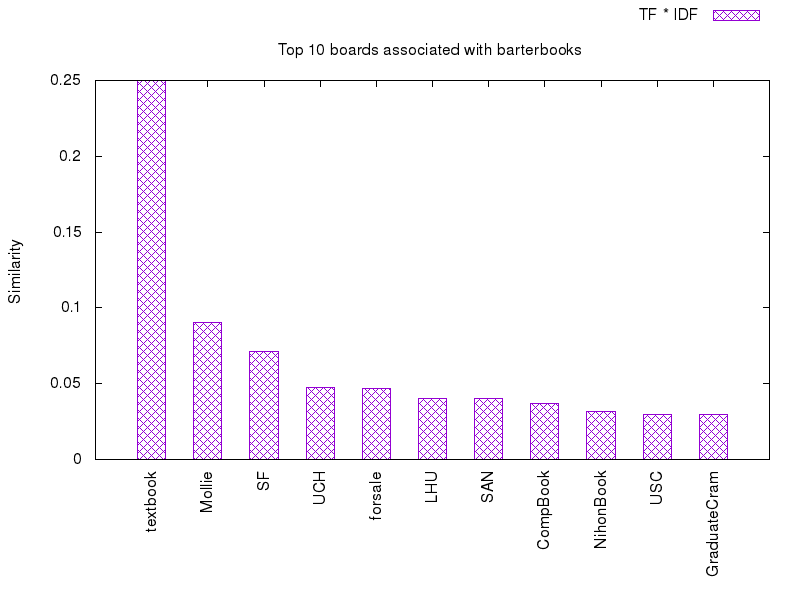 TF * IDF
Top 10 boards associated with barterbooks
Similarity
0.25
0.2
0.15
0.1
0.05
0
textbook
Mollie
SF
UCH
forsale
LHU
SAN
CompBook
NihonBook
USC
GraduateCram